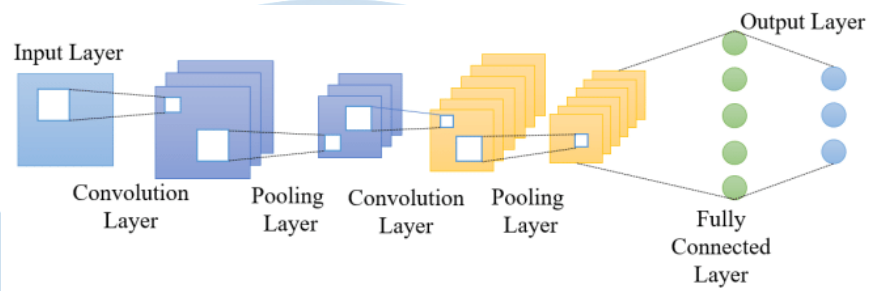 Input Layer
Output Layer
Convolution
Layer
Pooling
Layer
Convolution
Layer
Pooling
Layer
Fully
Connected
Layer